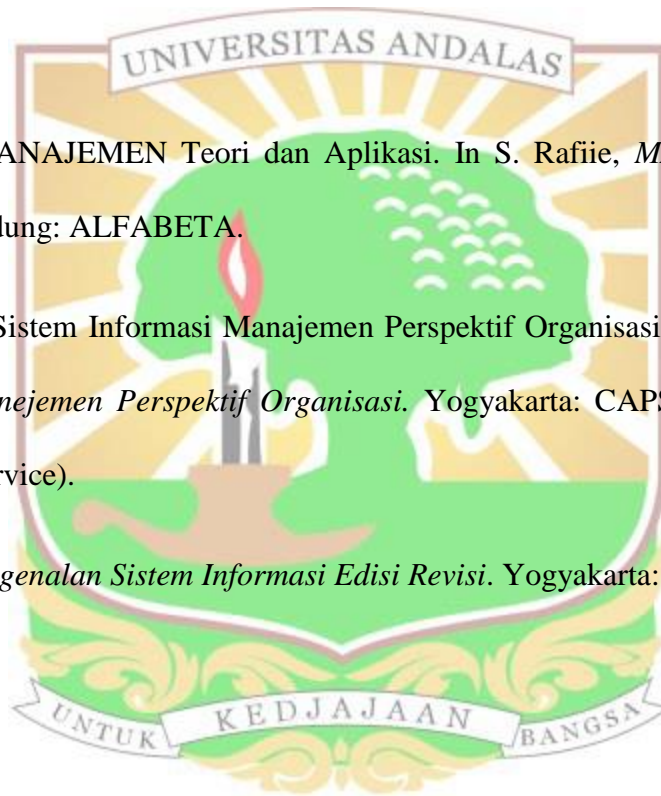 UNIVERSITAS ANDALAS
ANAJEMEN Teori dan Aplikasi. In S. Rafiie,
dung: ALFABETA.
Sistem Informasi Manajemen Perspektif Organisasi
nejemen Perspektif Organisasi. Yogyakarta: CAPS
rvice).
genalan Sistem Informasi Edisi Revisi. Yogyakarta:
UNTUK KEDJAJAAN BANGSA